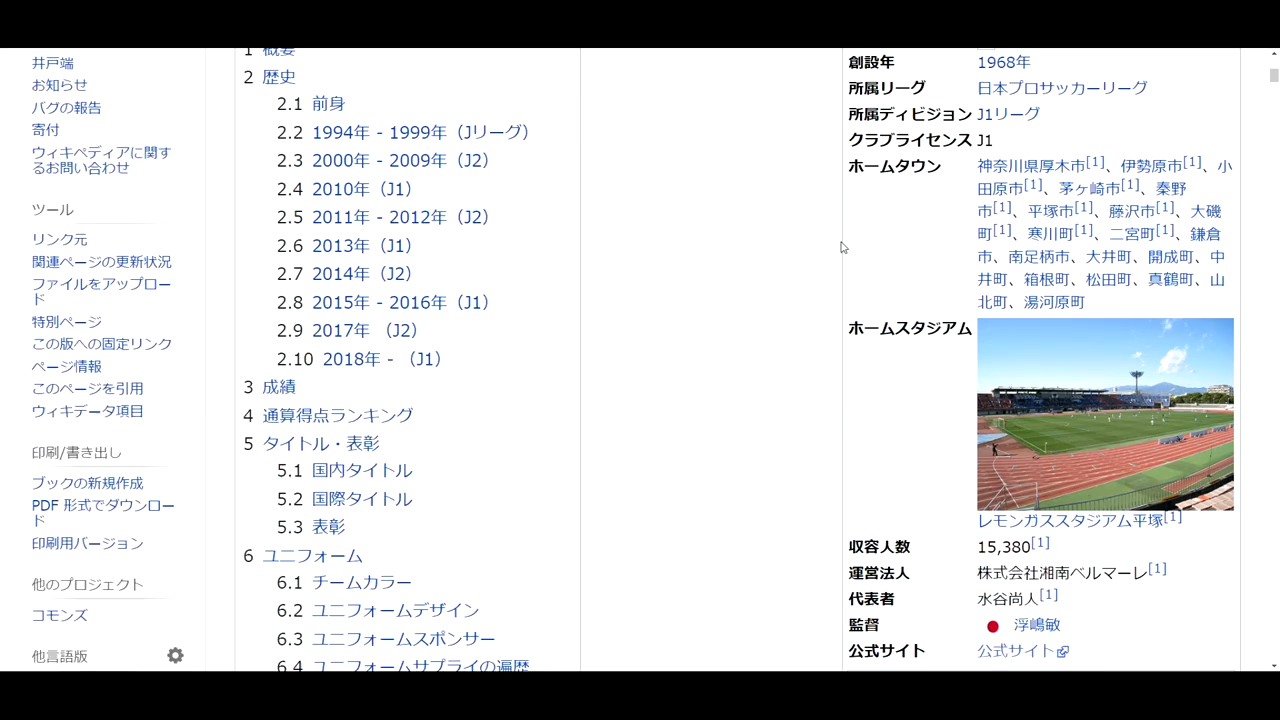 井戸端
お知らせ
バグの報告
寄付
ウィキペディアに関す
るお問い合わせ
ツール
リンク元
関連ページの更新状況
ファイルをアップロー
ド
特別ページ
この版への固定リンク
ページ情報
このページを引用
ウィキデータ項目
印刷/書き出し
ブックの新規作成
PDF 形式でダウンロー
ド
印刷用バージョン
他のプロジェクト
コモンズ
他言語版
1 概要
2 歴史
2.1 前身
2.2 1994年 - 1999年（Jリーグ）
2.3 2000年 - 2009年（J2）
2.4 2010年（J1）
2.5 2011年 - 2012年（J2）
2.6 2013年（J1）
2.7 2014年（J2）
2.8 2015年 - 2016年（J1）
2.9 2017年 （J2）
2.10 2018年 - （J1）
3 成績
4 通算得点ランキング
5 タイトル・表彰
5.1 国内タイトル
5.2 国際タイトル
5.3 表彰
6 ユニフォーム
6.1 チームカラー
6.2 ユニフォームデザイン
6.3 ユニフォームスポンサー
6.4 ユニフォームサプライの遍歴
創設年 1968年
所属リーグ 日本プロサッカーリーグ
所属ディビジョン J1リーグ
クラブライセンス J1
ホームタウン 神奈川県厚木市[1]、伊勢原市[1]、小
田原市[1]、茅ヶ崎市[1]、秦野
市[1]、平塚市[1]、藤沢市[1]、大磯
町[1]、寒川町[1]、二宮町[1]、鎌倉
市、南足柄市、大井町、開成町、中
井町、箱根町、松田町、真鶴町、山
北町、湯河原町
ホームスタジアム
レモンガススタジアム平塚[1]
収容人数 15,380[1]
運営法人 株式会社湘南ベルマーレ[1]
代表者 水谷尚人[1]
監督 浮嶋敏
公式サイト 公式サイト